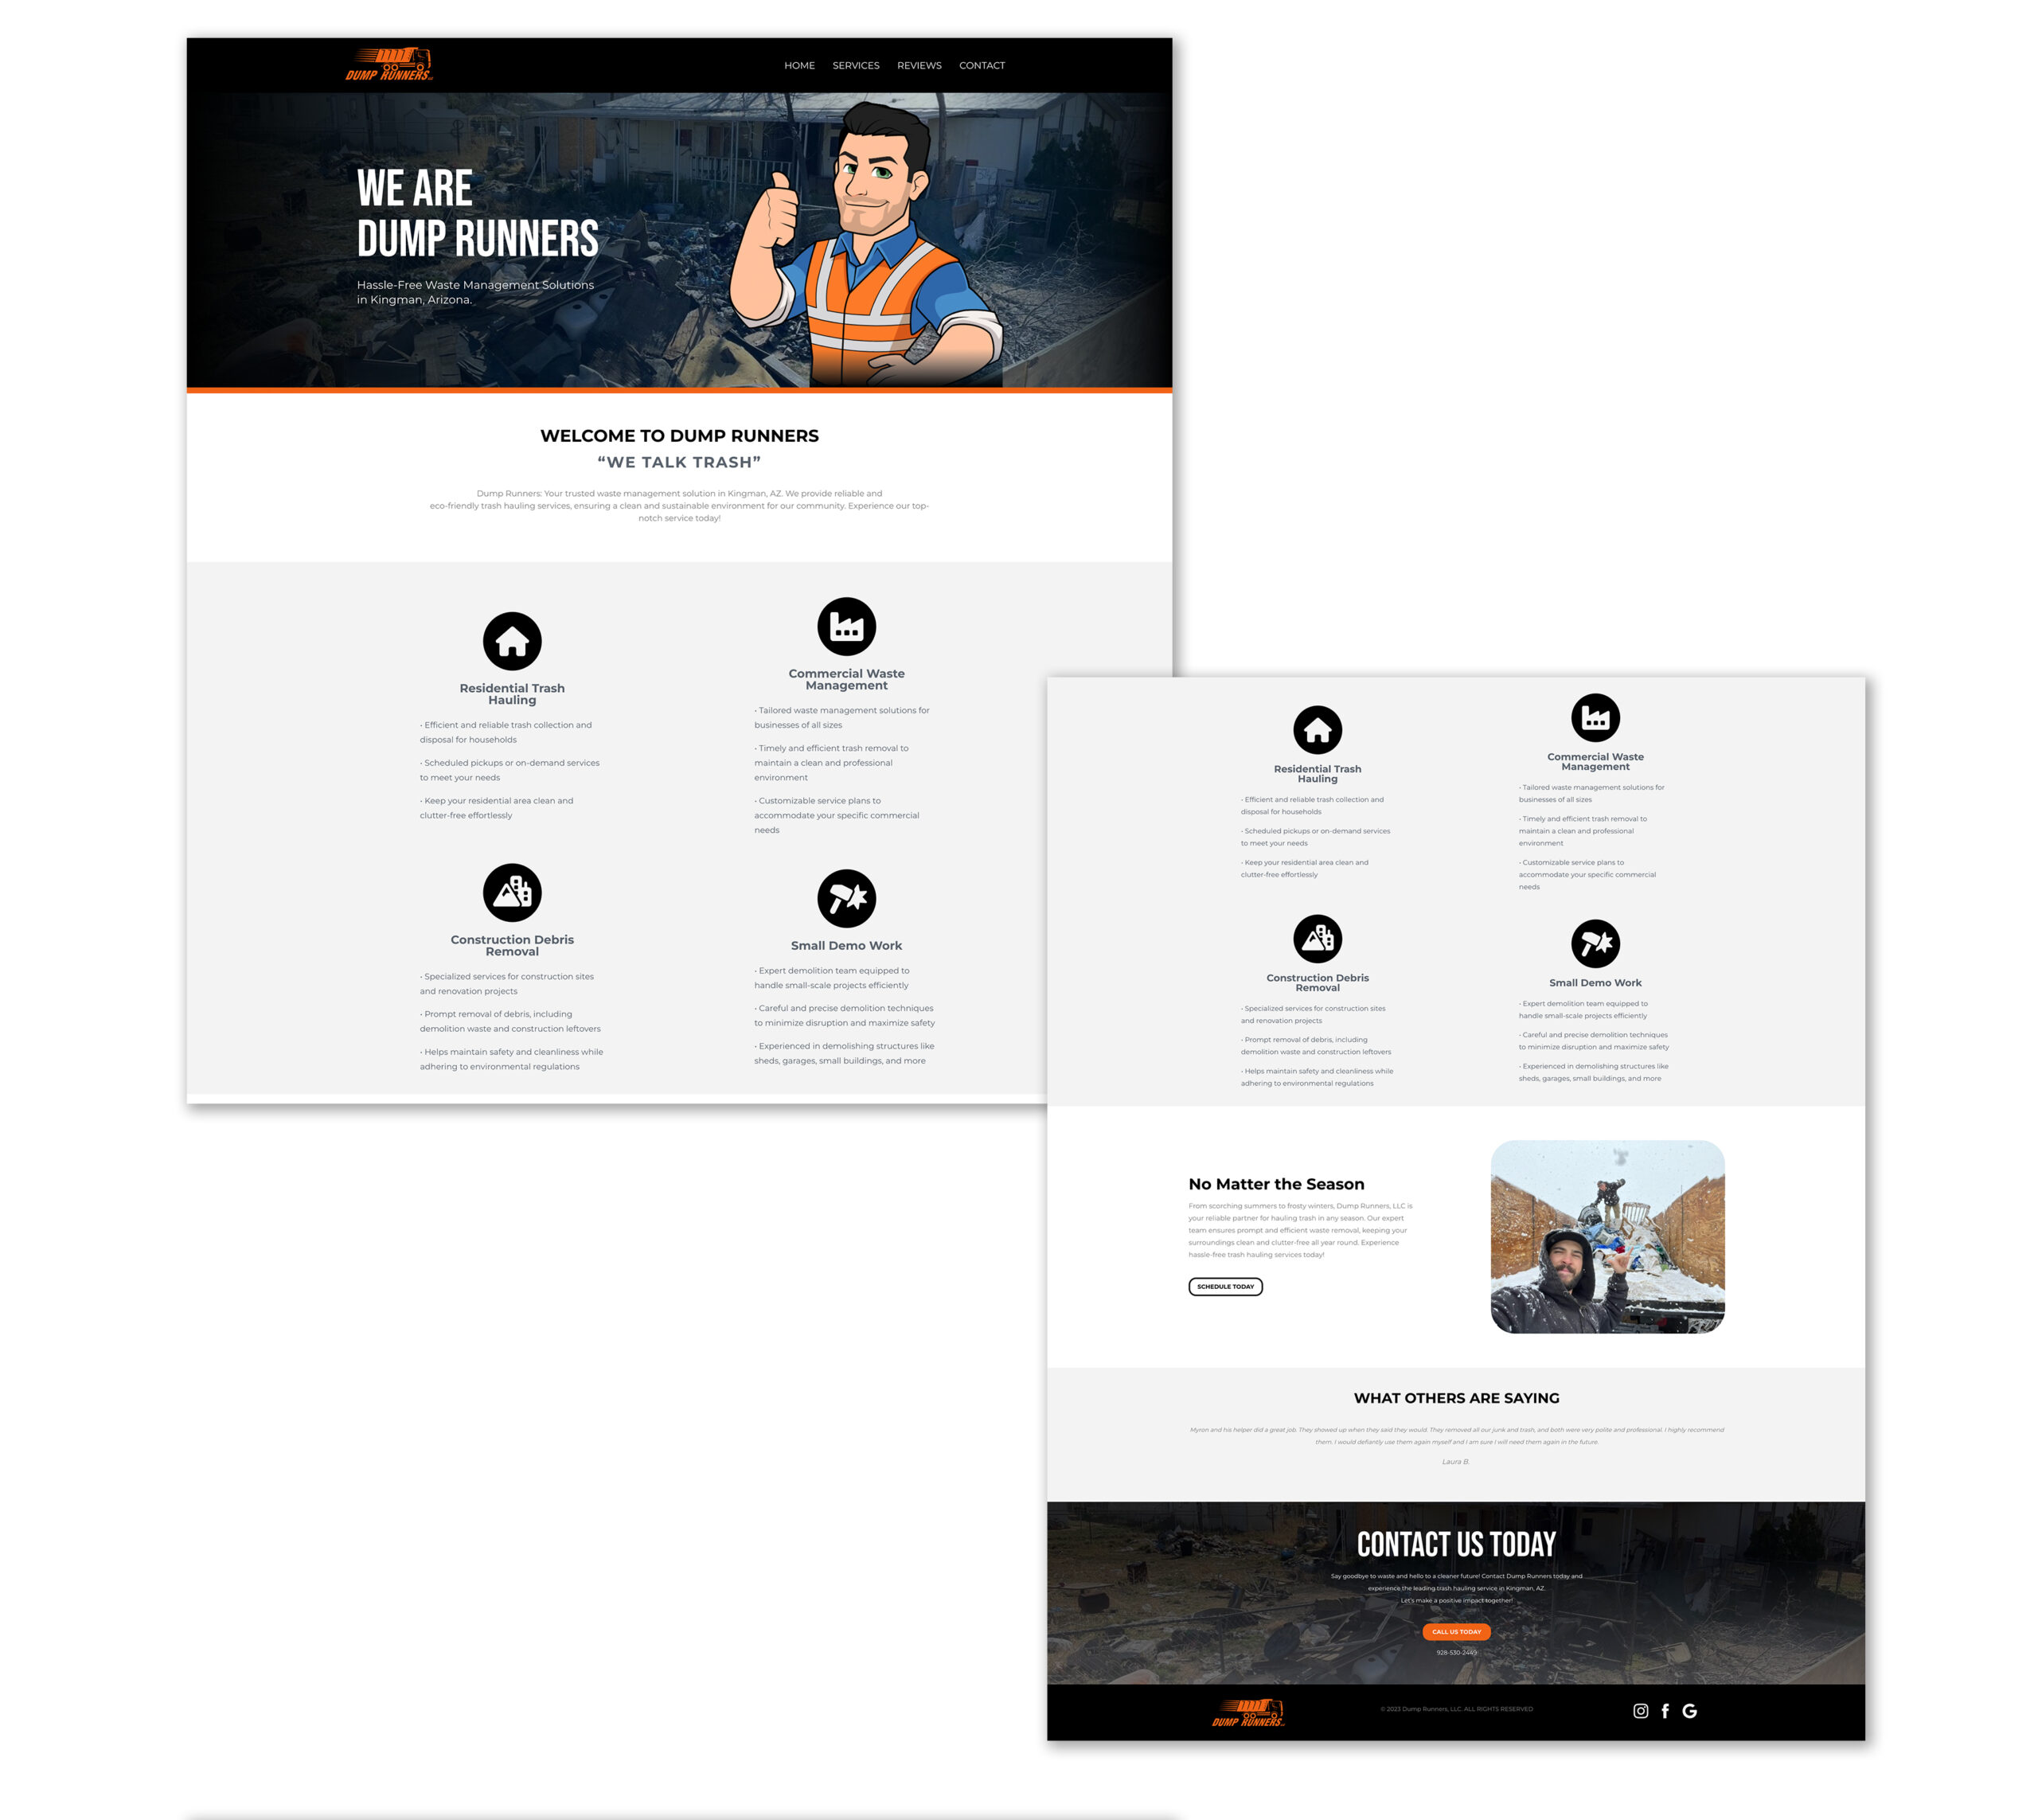 DUMP RUNNERS LLC
HOME SERVICES REVIEWS CONTACT
WE ARE
DUMP RUNNERS
Hassle-Free Waste Management Solutions
in Kingman, Arizona.
WELCOME TO DUMP RUNNERS
“WE TALK TRASH”
Dump Runners: Your trusted waste management solution in Kingman, AZ. We provide reliable and
eco-friendly trash hauling services, ensuring a clean and sustainable environment for our community. Experience our top-
notch service today!
Residential Trash
Hauling
• Efficient and reliable trash collection and
disposal for households
• Scheduled pickups or on-demand services
to meet your needs
• Keep your residential area clean and
clutter-free effortlessly
Commercial Waste
Management
• Tailored waste management solutions for
businesses of all sizes
• Timely and efficient trash removal to
maintain a clean and professional
environment
• Customizable service plans to
accommodate your specific commercial
needs
Construction Debris
Removal
• Specialized services for construction sites
and renovation projects
• Prompt removal of debris, including
demolition waste and construction leftovers
• Helps maintain safety and cleanliness while
adhering to environmental regulations
Small Demo Work
• Expert demolition team equipped to
handle small-scale projects efficiently
• Careful and precise demolition techniques
to minimize disruption and maximize safety
• Experienced in demolishing structures like
sheds, garages, small buildings, and more
Residential Trash
Hauling
• Efficient and reliable trash collection and
disposal for households
• Scheduled pickups or on-demand services
to meet your needs
• Keep your residential area clean and
clutter-free effortlessly
Commercial Waste
Management
• Tailored waste management solutions for
businesses of all sizes
• Timely and efficient trash removal to
maintain a clean and professional
environment
• Customizable service plans to
accommodate your specific commercial
needs
Construction Debris
Removal
• Specialized services for construction sites
and renovation projects
• Prompt removal of debris, including
demolition waste and construction leftovers
• Helps maintain safety and cleanliness while
adhering to environmental regulations
Small Demo Work
• Expert demolition team equipped to
handle small-scale projects efficiently
• Careful and precise demolition techniques
to minimize disruption and maximize safety
• Experienced in demolishing structures like
sheds, garages, small buildings, and more
No Matter the Season
From scorching summers to frosty winters, Dump Runners, LLC is
your reliable partner for hauling trash in any season. Our expert
team ensures prompt and efficient waste removal, keeping your
surroundings clean and clutter-free all year round. Experience
hassle-free trash hauling services today!
SCHEDULE TODAY
WHAT OTHERS ARE SAYING
Myron and his helper did a great job. They showed up when they said they would. They removed all our junk and trash, and both were very polite and professional. I highly recommend
them. I would defiantly use them again myself and I am sure I will need them again in the future.
Laura B.
CONTACT US TODAY
Say goodbye to waste and hello to a cleaner future! Contact Dump Runners today and
experience the leading trash hauling service in Kingman, AZ.
Let's make a positive impact together!
CALL US TODAY
928-530-2449
DUMP RUNNERS LLC
© 2023 Dump Runners, LLC. ALL RIGHTS RESERVED